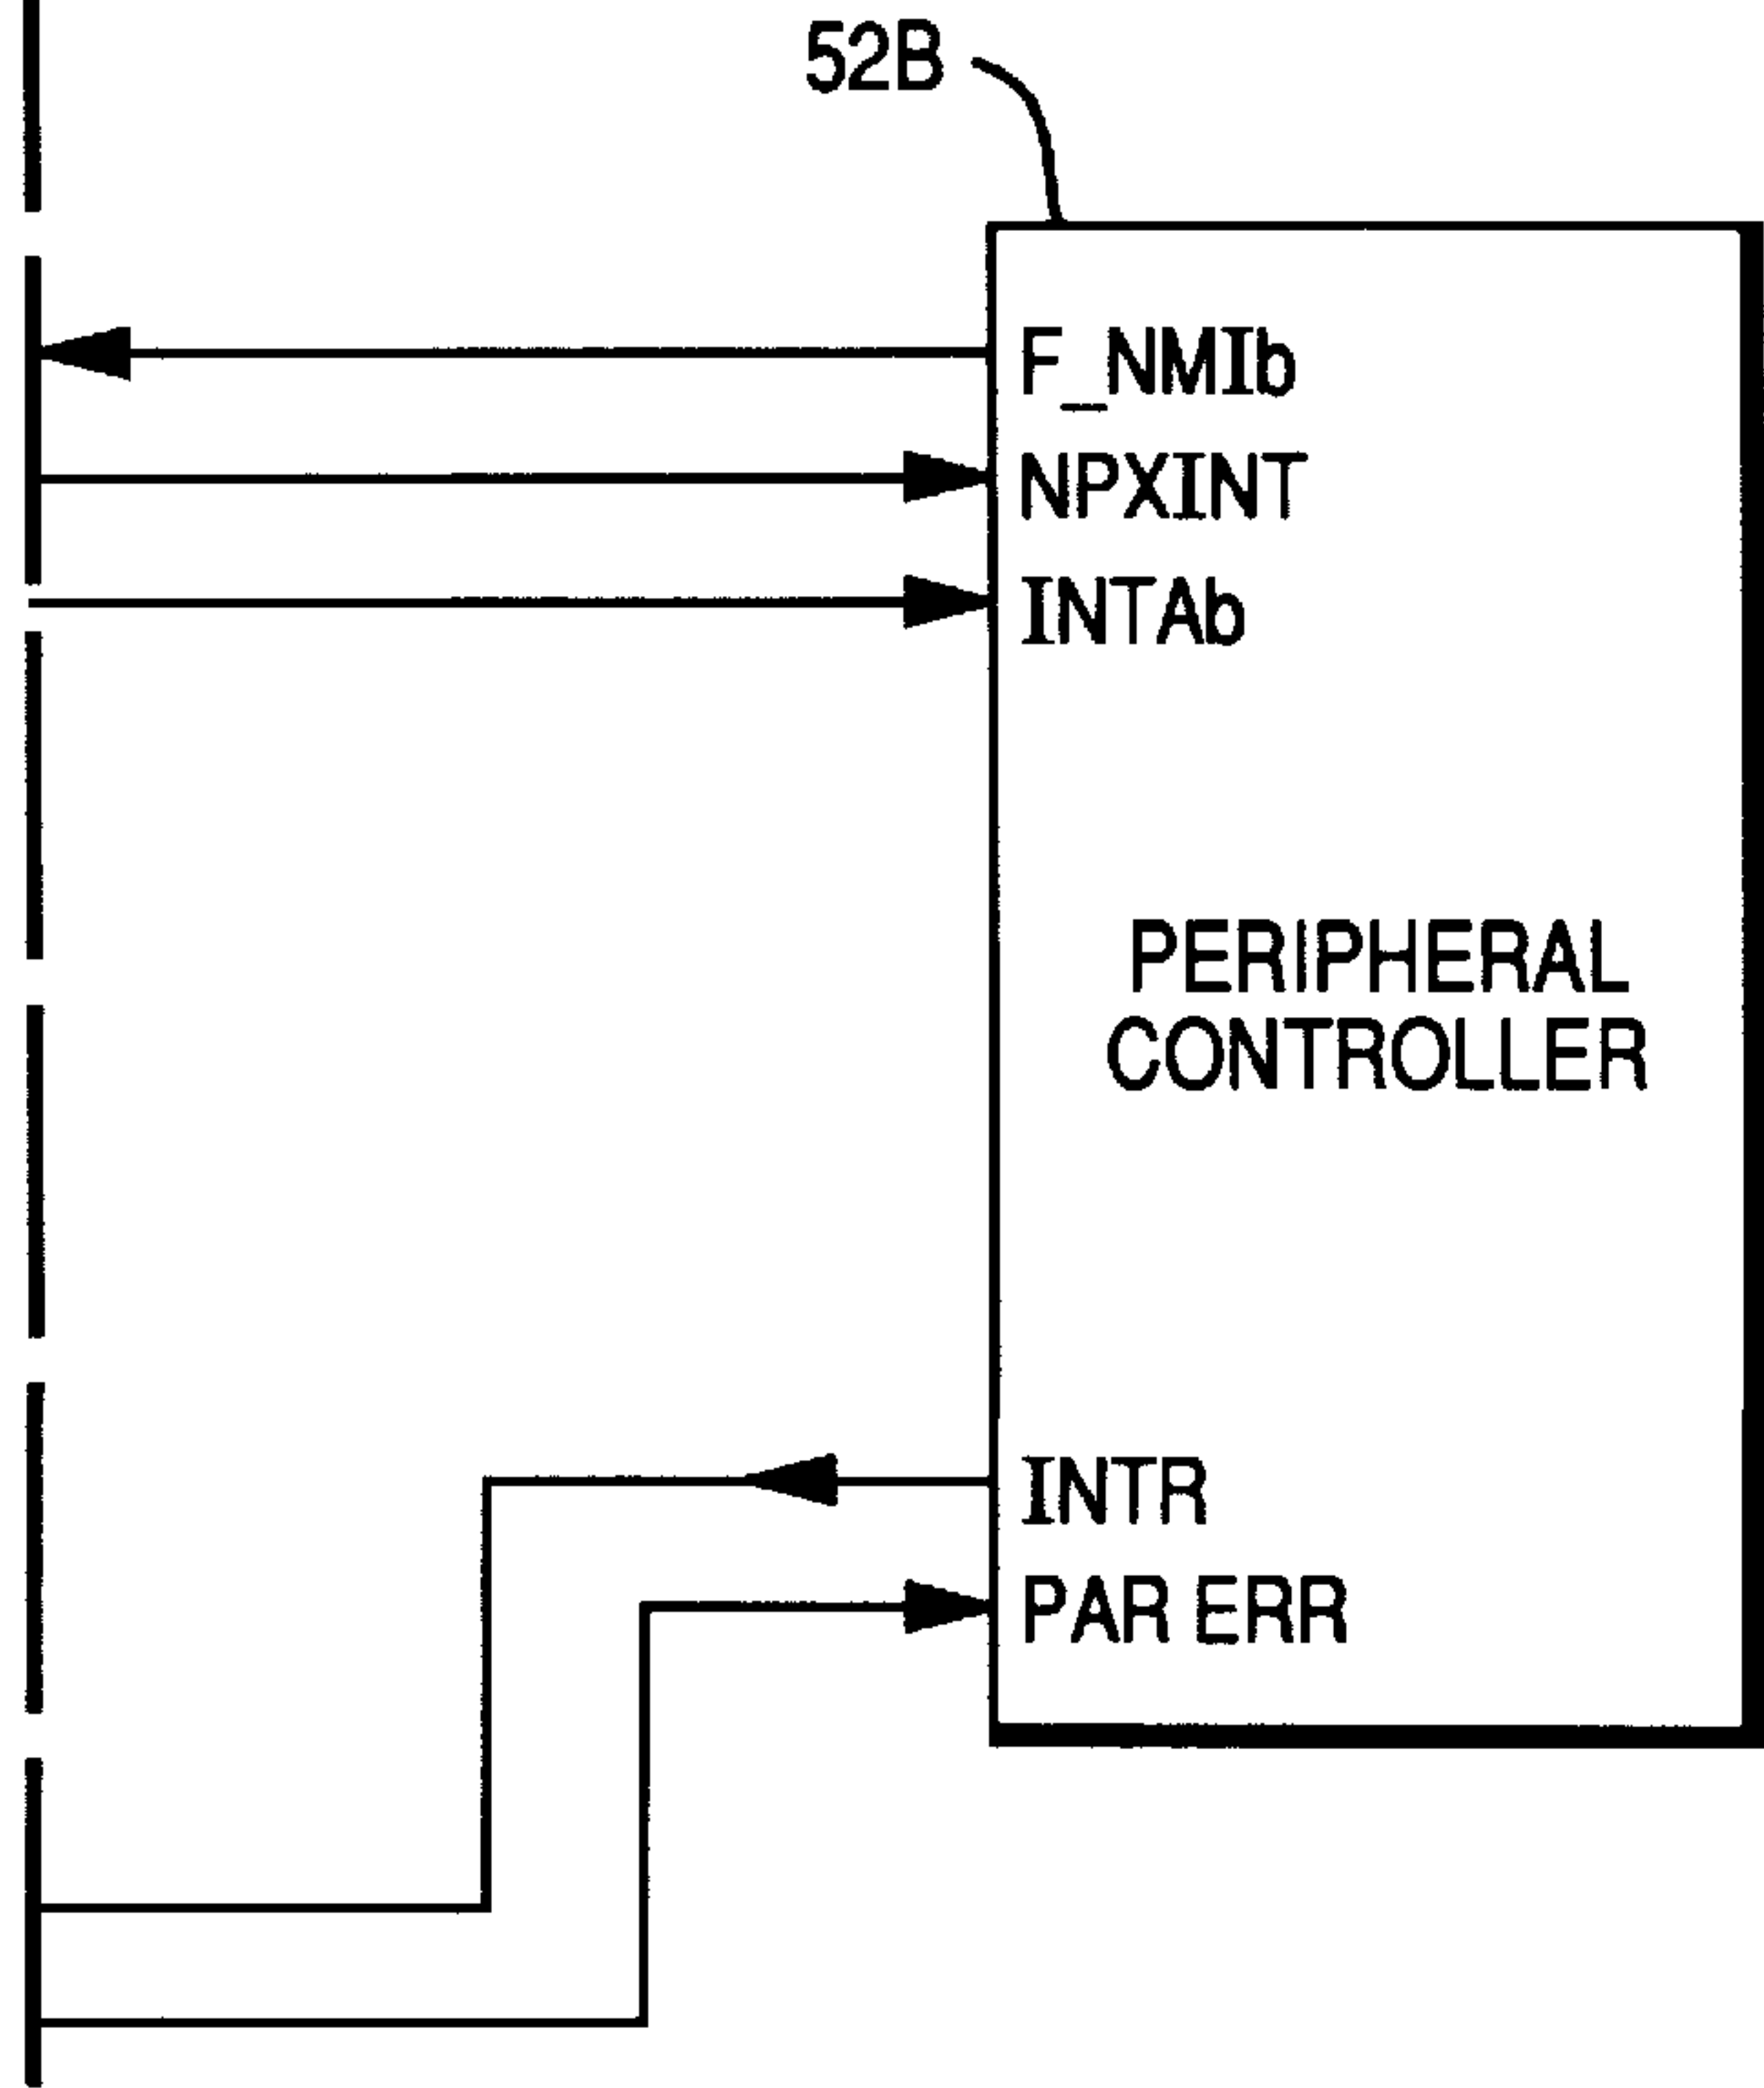 52B
F_NMIb
NPXINT
INTAb
PERIPHERAL
CONTROLLER
INTR
PAR ERR